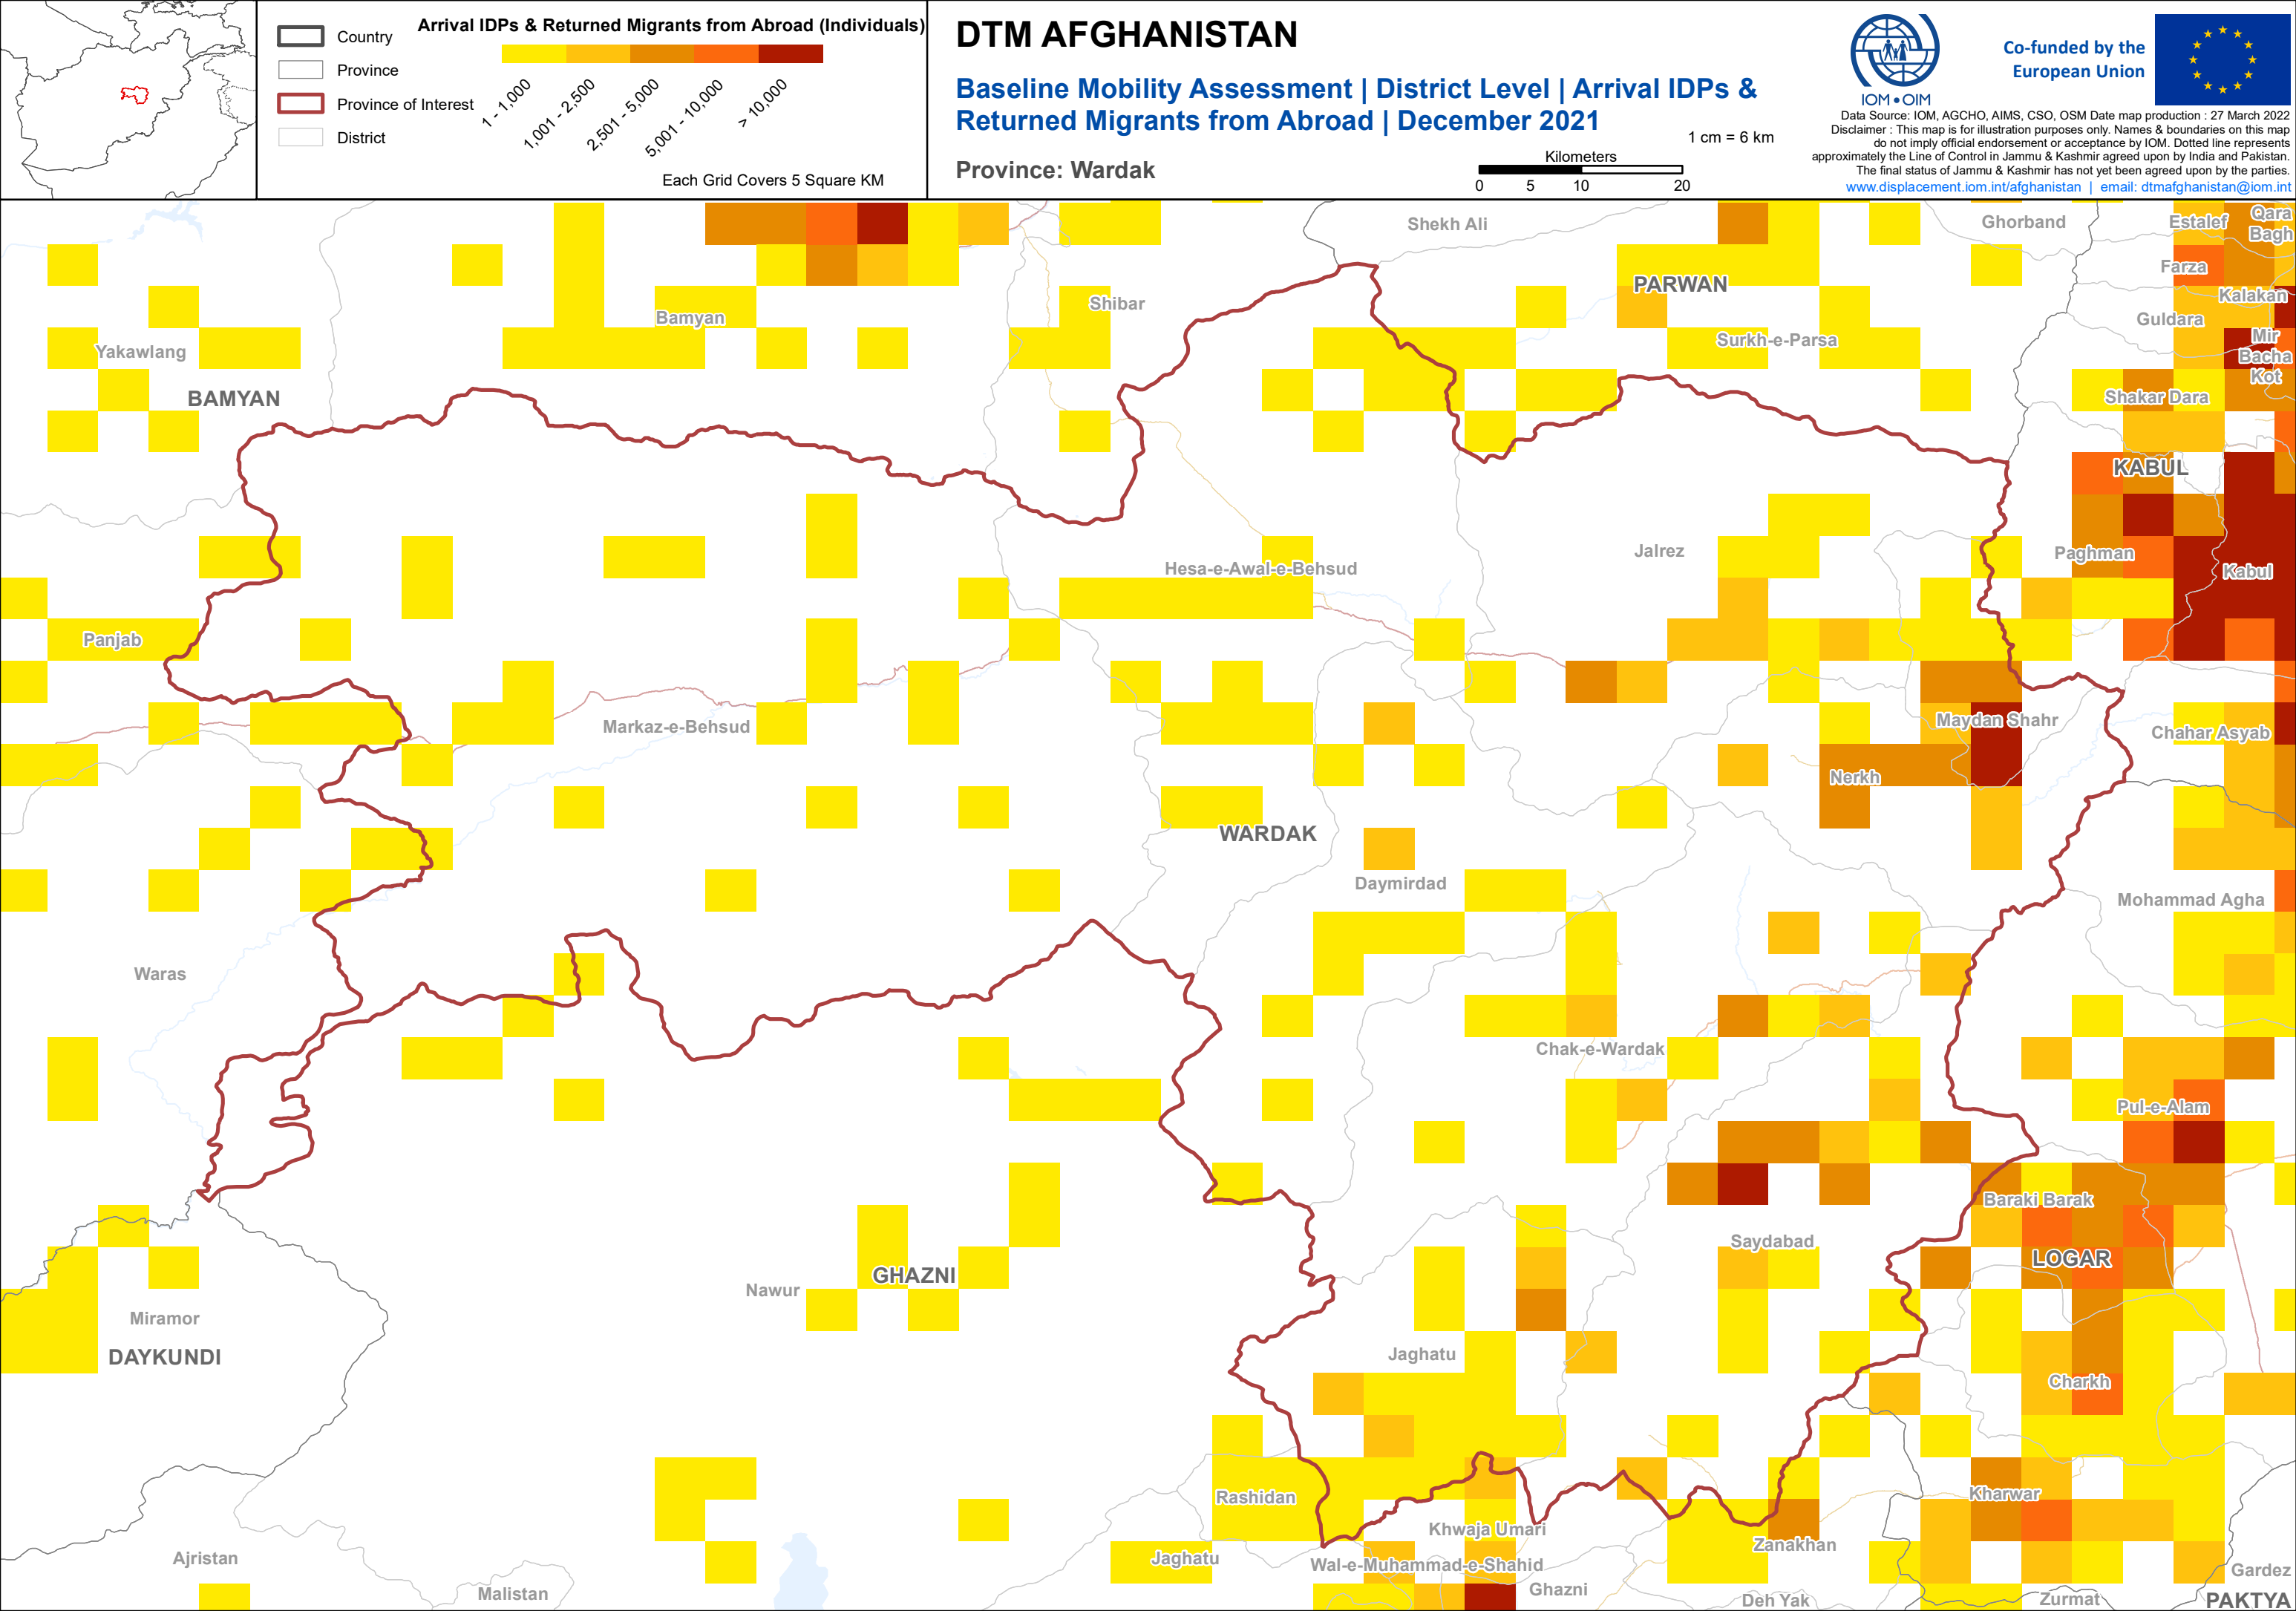 Country
Province
Province of Interest
District
Arrival IDPs & Returned Migrants from Abroad (Individuals)
1 - 1,000
1,001 - 2,500
2,501 - 5,000
5,001 - 10,000
> 10,000
Each Grid Covers 5 Square KM
DTM AFGHANISTAN
Baseline Mobility Assessment | District Level | Arrival IDPs &
Returned Migrants from Abroad | December 2021
Province: Wardak
1 cm = 6 km
Kilometers
0 5 10 20
IOM • OIM
Co-funded by the
European Union
Data Source: IOM, AGCHO, AIMS, CSO, OSM Date map production : 27 March 2022
Disclaimer : This map is for illustration purposes only. Names & boundaries on this map
do not imply official endorsement or acceptance by IOM. Dotted line represents
approximately the Line of Control in Jammu & Kashmir agreed upon by India and Pakistan.
The final status of Jammu & Kashmir has not yet been agreed upon by the parties.
www.displacement.iom.int/afghanistan | email: dtmafghanistan@iom.int
Shekh Ali
Ghorband
Estalef
Qara
Bagh
Farza
PARWAN
Kalakan
Shibar
Bamyan
Guldara
Surkh-e-Parsa
Mir
Bacha
Kot
Yakawlang
BAMYAN
Shakar Dara
KABUL
Jalrez
Paghman
Hesa-e-Awal-e-Behsud
Kabul
Panjab
Markaz-e-Behsud
Maydan Shahr
Chahar Asyab
Nerkh
WARDAK
Daymirdad
Mohammad Agha
Waras
Chak-e-Wardak
Pul-e-Alam
Baraki Barak
Saydabad
LOGAR
GHAZNI
Nawur
Miramor
DAYKUNDI
Jaghatu
Charkh
Rashidan
Kharwar
Khwaja Umari
Zanakhan
Ajristan
Jaghatu
Wal-e-Muhammad-e-Shahid
Gardez
Malistan
Ghazni
Deh Yak
Zurmat
PAKTYA